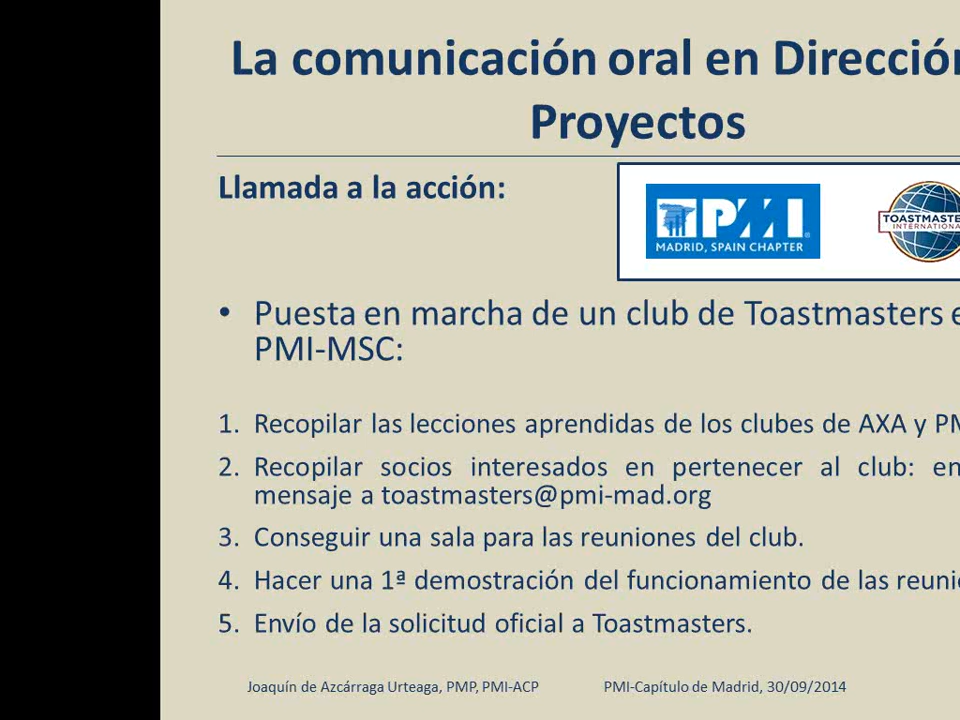 La comunicación oral en Dirección
Proyectos
Llamada a la acción:
PMI
MADRID, SPAIN CHAPTER
TOASTMASTE
INTERNATIONA
• Puesta en marcha de un club de Toastmasters e
PMI-MSC:
1. Recopilar las lecciones aprendidas de los clubes de AXA y PM
2. Recopilar socios interesados en pertenecer al club: en
mensaje a toastmasters@pmi-mad.org
3. Conseguir una sala para las reuniones del club.
4. Hacer una 1ª demostración del funcionamiento de las reuni
5. Envío de la solicitud oficial a Toastmasters.
Joaquín de Azcárraga Urteaga, PMP, PMI-ACP PMI-Capítulo de Madrid, 30/09/2014